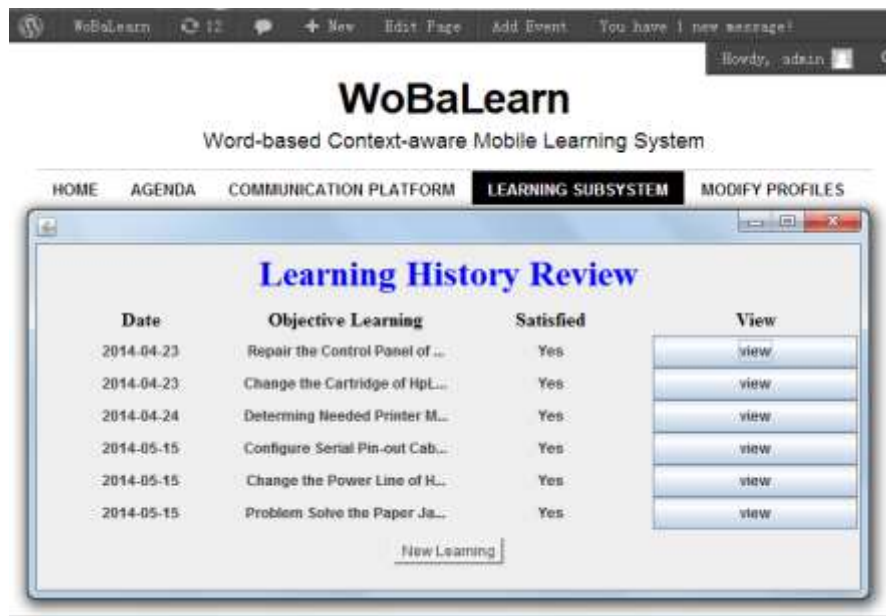 WoBaLearn 12 + New Edit Page Add Event You have 1 new message!
Howdy, admin
WoBaLearn
Word-based Context-aware Mobile Learning System
HOME AGENDA COMMUNICATION PLATFORM LEARNING SUBSYSTEM MODIFY PROFILES
Learning History Review
Date Objective Learning Satisfied View
2014-04-23 Repair the Control Panel of ... Yes view
2014-04-23 Change the Cartridge of HpL... Yes view
2014-04-24 Determing Needed Printer M... Yes view
2014-05-15 Configure Serial Pin-out Cab... Yes view
2014-05-15 Change the Power Line of H... Yes view
2014-05-15 Problem Solve the Paper Ja... Yes view
New Learning